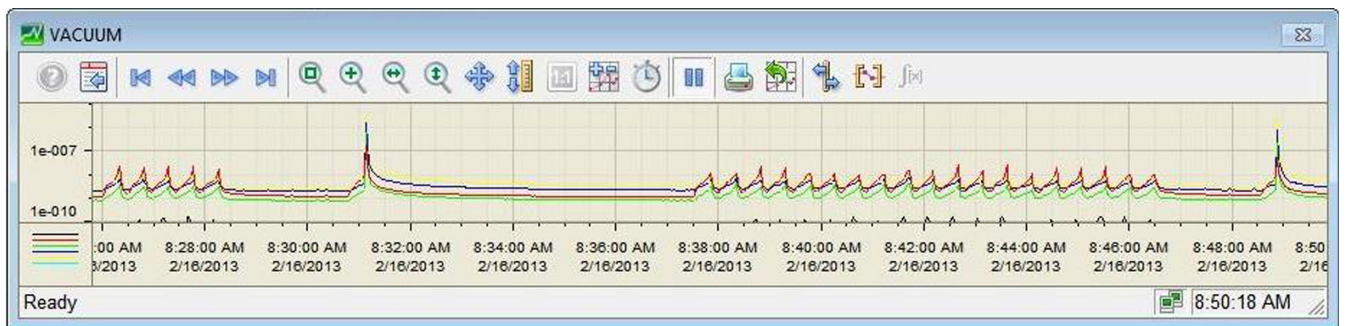 VACUUM
1e-007
1e-010
:00 AM 8:28:00 AM 8:30:00 AM 8:32:00 AM 8:34:00 AM 8:36:00 AM 8:38:00 AM 8:40:00 AM 8:42:00 AM 8:44:00 AM 8:46:00 AM 8:48:00 AM 8:50
/2013 2/16/2013 2/16/2013 2/16/2013 2/16/2013 2/16/2013 2/16/2013 2/16/2013 2/16/2013 2/16/2013 2/16/2013 2/16/2013 2/1
Ready 8:50:18 AM